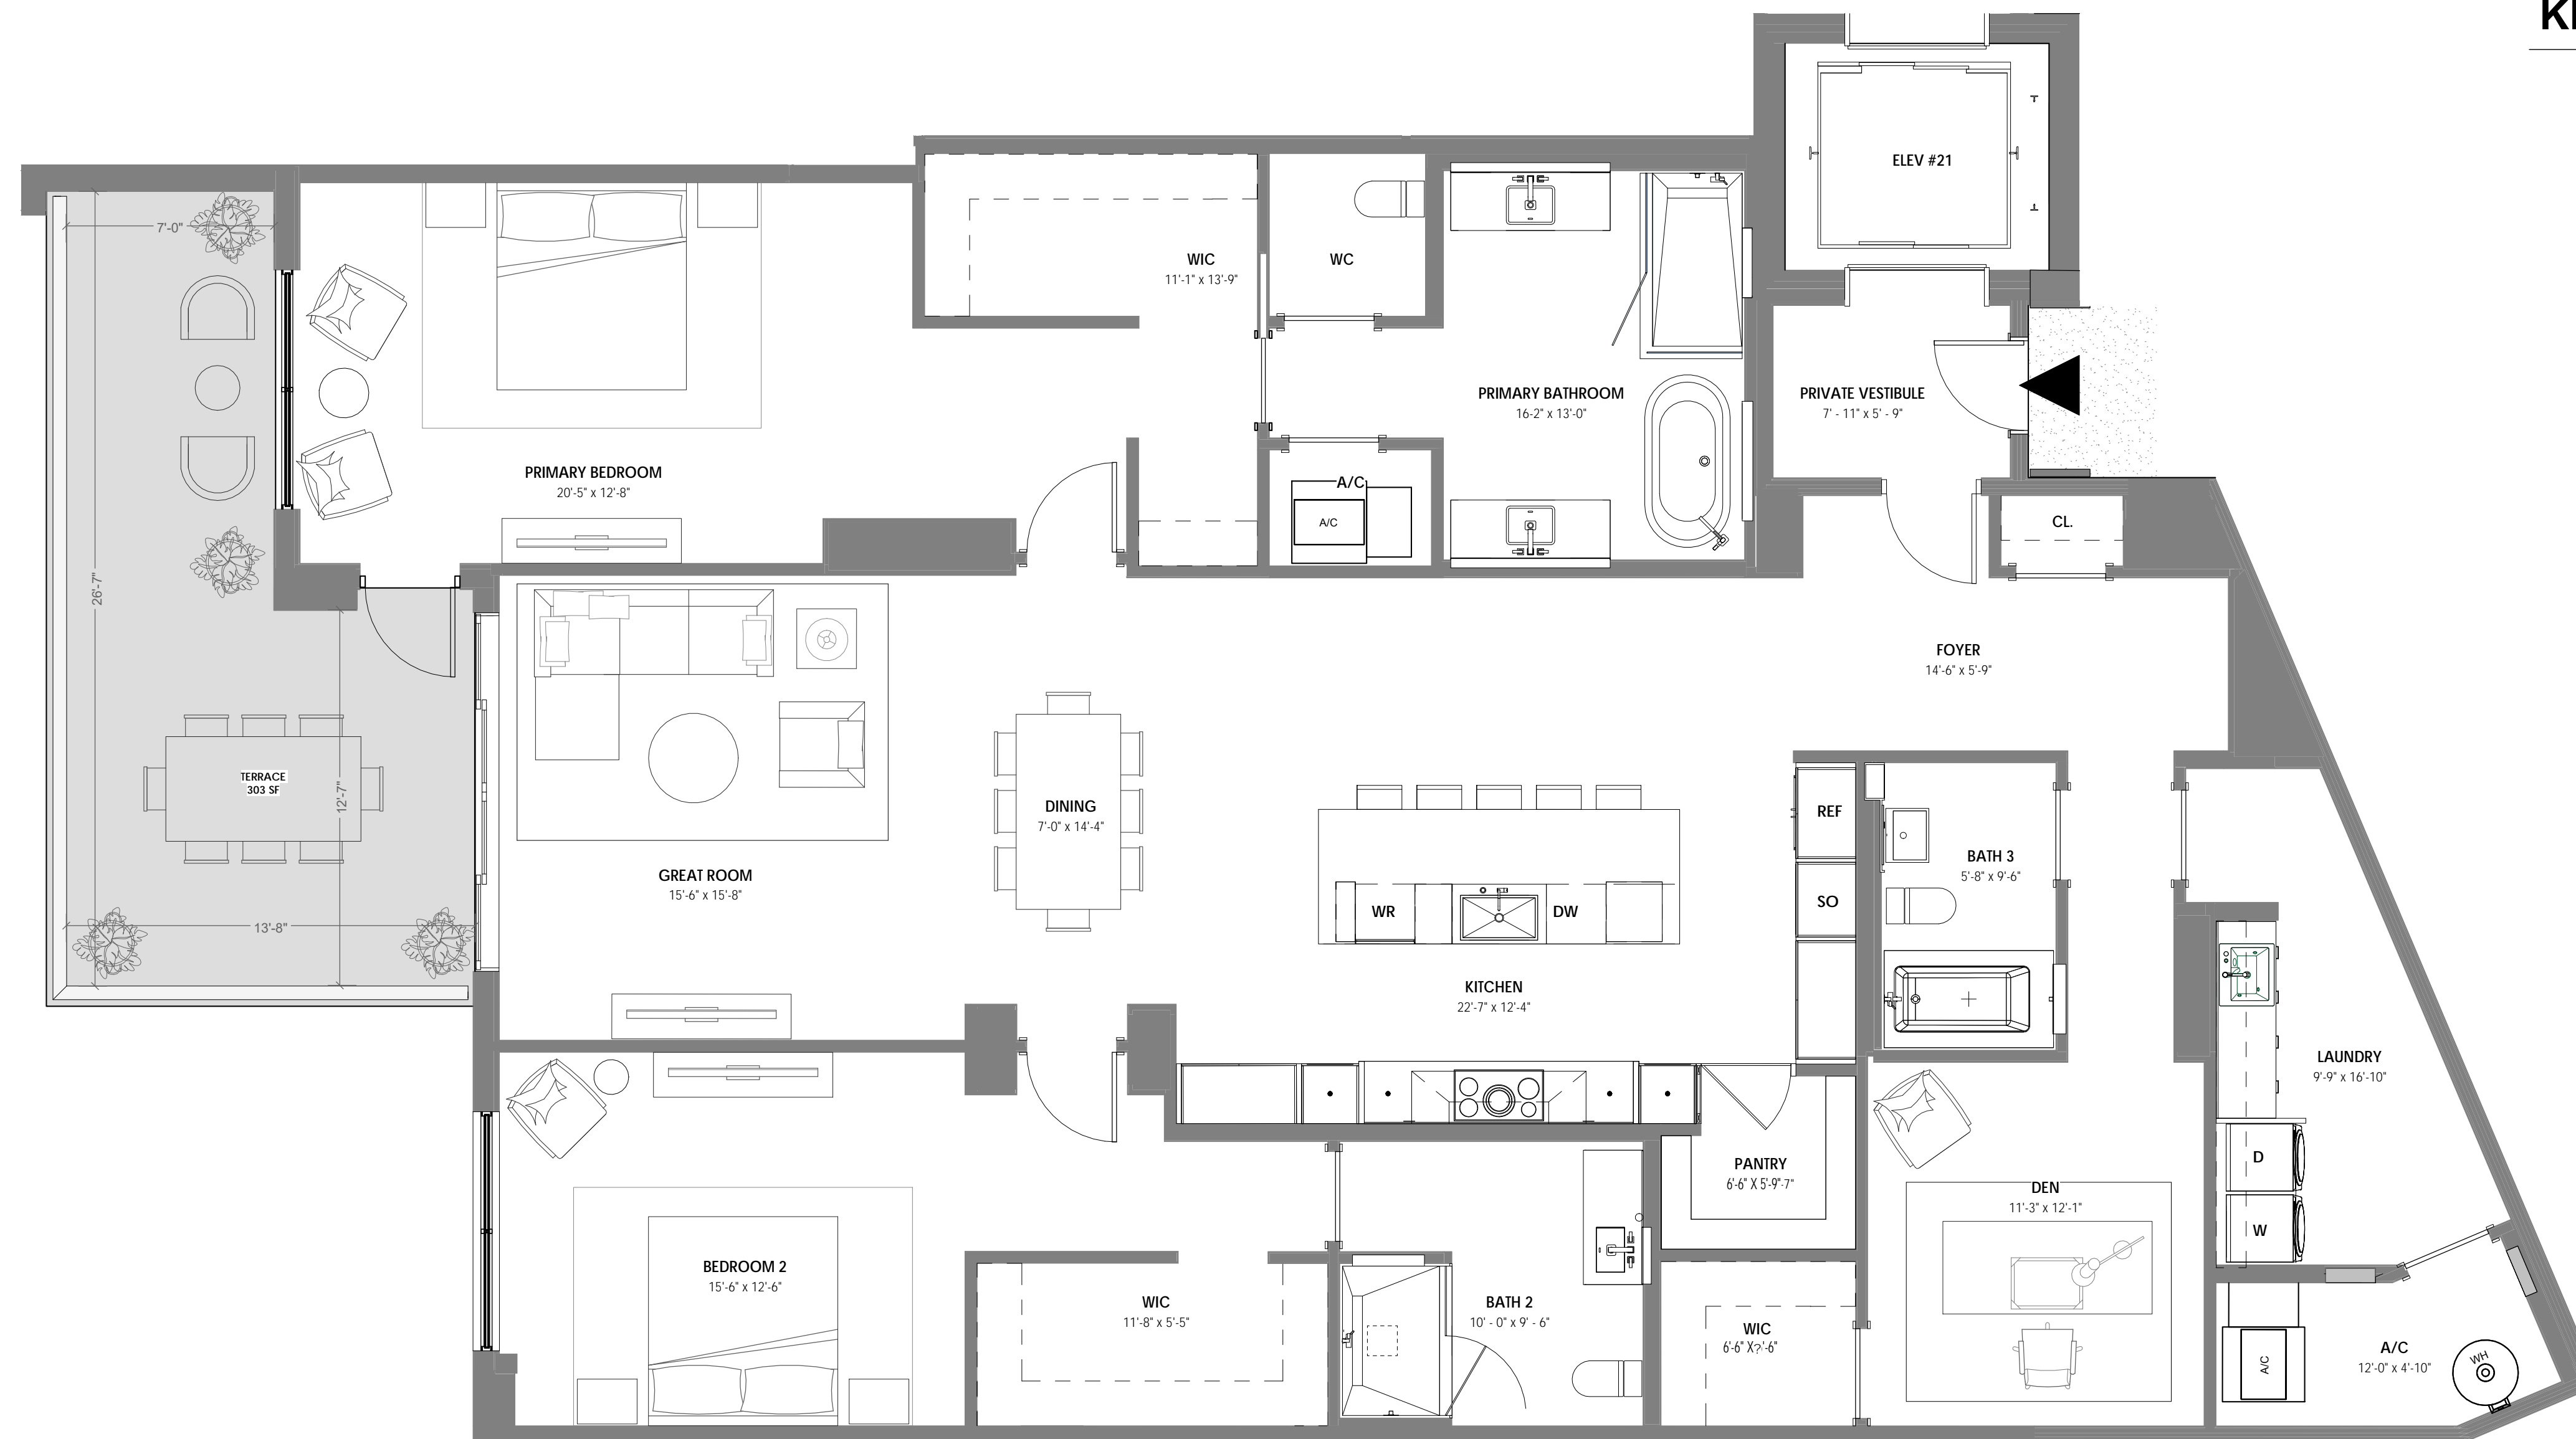 ELEV #21
7'-0"
WIC
11'-1" x 13'-9"
WC
PRIMARY BATHROOM
16-2" x 13'-0"
PRIVATE VESTIBULE
7' - 11" x 5' - 9"
PRIMARY BEDROOM
20'-5" x 12'-8"
A/C
A/C
CL.
26'-7"
FOYER
14'-6" x 5'-9"
TERRACE
303 SF
12'-7"
13'-8"
GREAT ROOM
15'-6" x 15'-8"
DINING
7'-0" x 14'-4"
WR
DW
REF
SO
BATH 3
5'-8" x 9'-6"
KITCHEN
22'-7" x 12'-4"
LAUNDRY
9'-9" x 16'-10"
D
W
PANTRY
6'-6" X 5'-9"
DEN
11'-3" x 12'-1"
BEDROOM 2
15'-6" x 12'-6"
WIC
11'-8" x 5'-5"
BATH 2
10' - 0" x 9' - 6"
WIC
6'-6" X
A/C
12'-0" x 4'-10"
A/C
WH